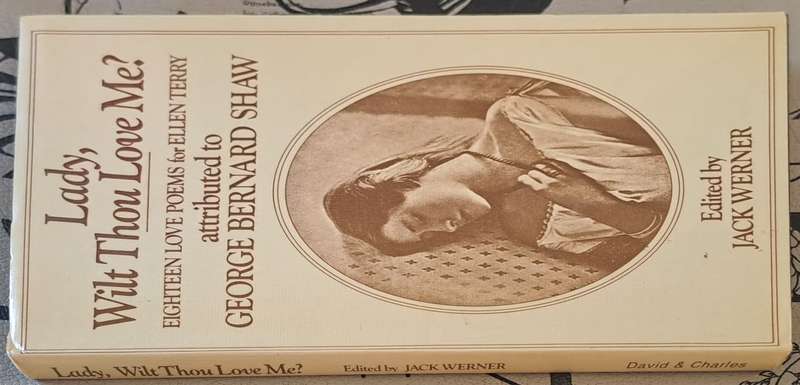 Lady,
Wilt Thou Love Me?
EIGHTEEN LOVE POEMS for ELLEN TERRY
attributed to
GEORGE BERNARD SHAW
Edited by
JACK WERNER
Lady, Wilt Thou Love Me? Edited by JACK WERNER David & Charles